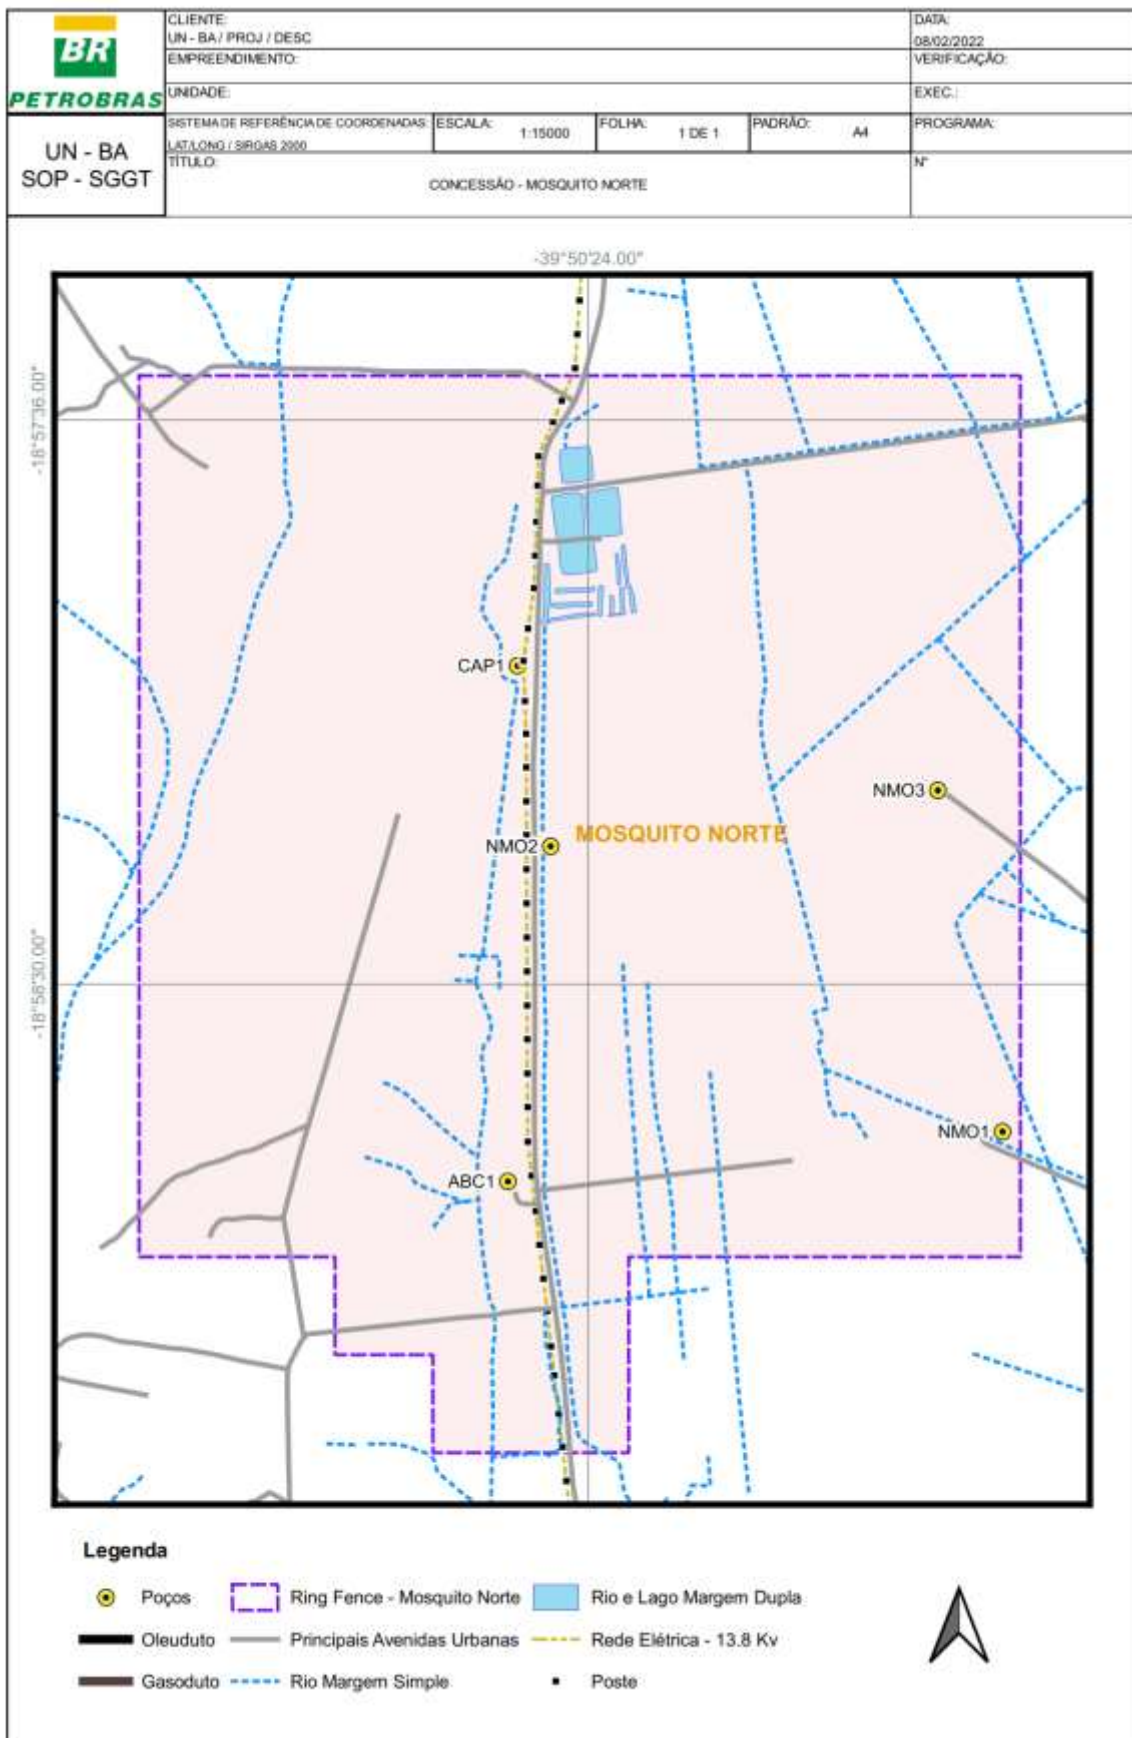 BR
PETROBRAS
UN - BA
SOP - SGGT
CLIENTE:
UN - BA / PROJ / DESC
DATA:
08/02/2022
EMPREENDIMENTO:
VERIFICAÇÃO:
UNIDADE:
EXEC.:
SISTEMA DE REFERÊNCIA DE COORDENADAS:
LAT/LONG / SIRGAS 2000
ESCALA:
1:15000
FOLHA:
1 DE 1
PADRÃO:
A4
PROGRAMA:
TÍTULO:
CONCESSÃO - MOSQUITO NORTE
N°
-39°50'24.00"
-18°57'36.00"
CAP1
NMO3
MOSQUITO NORTE
NMO2
-18°58'30.00"
NMO1
ABC1
Legenda
Poços
Ring Fence - Mosquito Norte
Rio e Lago Margem Dupla
Oleuduto
Principais Avenidas Urbanas
Rede Elétrica - 13.8 Kv
Gasoduto
Rio Margem Simple
Poste